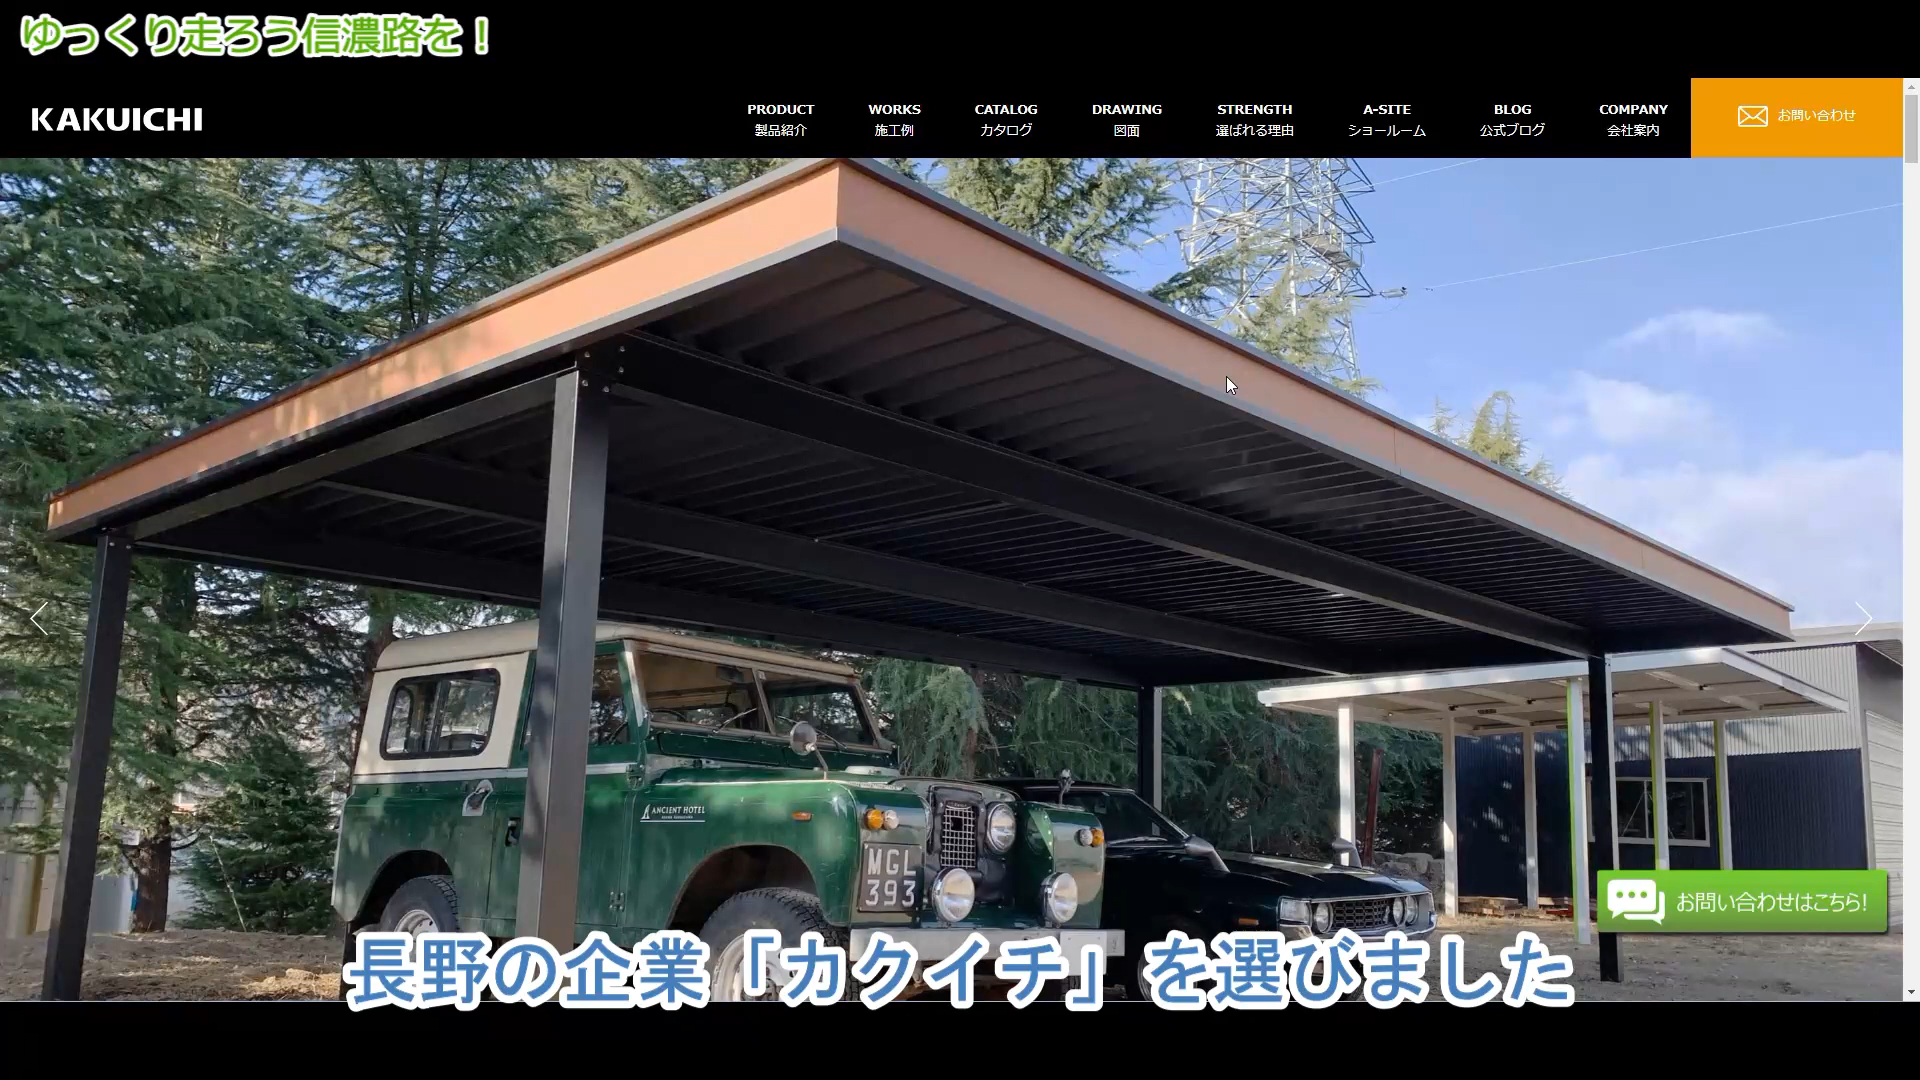 ゆっくり走ろう信濃路を！
KAKUICHI
PRODUCT
製品紹介
WORKS
施工例
CATALOG
カタログ
DRAWING
図面
STRENGTH
選ばれる理由
A-SITE
ショールーム
BLOG
公式ブログ
COMPANY
会社案内
お問い合わせ
ANCIENT HOTEL
MGL
393
お問い合わせはこちら!
長野の企業「カクイチ」を選びました